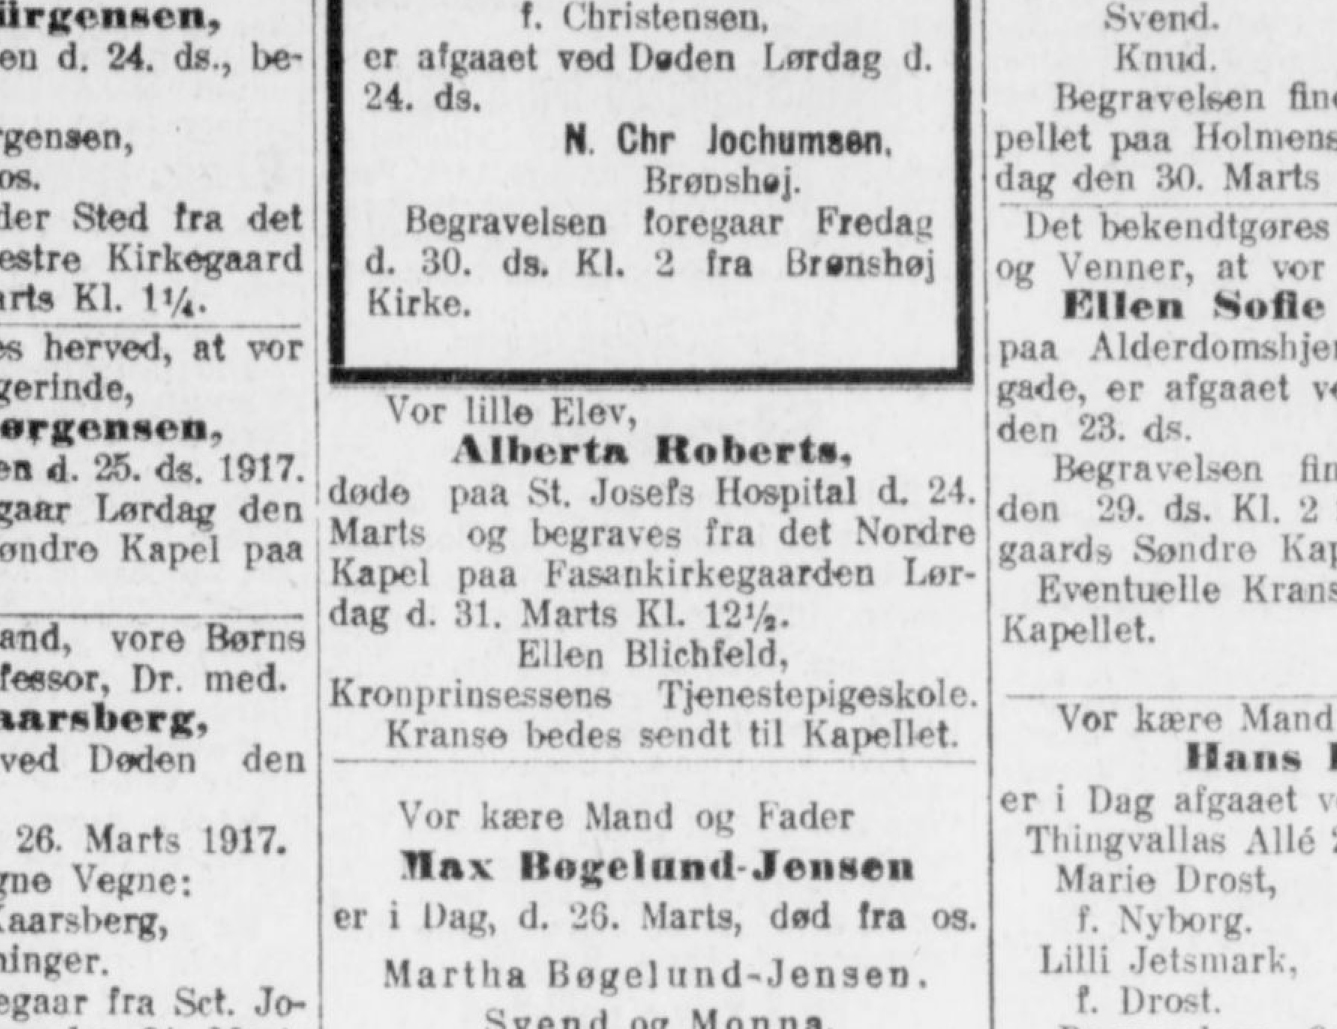 ürgensen,
en d. 24. ds., be-
rgensen,
os.
der Sted fra det
estre Kirkegaard
arts Kl. 1¼.
es herved, at vor
gerinde,
ørgensen,
en d. 25. ds. 1917.
gaar Lørdag den
øndre Kapel paa
and, vore Børns
fessor, Dr. med.
aarsberg,
ved Døden den
26. Marts 1917.
gne Vegne:
Kaarsberg,
ninger.
egaar fra Sct. Jo-
f. Christensen,
er afgaaet ved Døden Lørdag d.
24. ds.
N. Chr Jochumsen,
Brønshøj.
Begravelsen foregaar Fredag
d. 30. ds. Kl. 2 fra Brønshøj
Kirke.
Vor lille Elev,
Alberta Roberts,
døde paa St. Josefs Hospital d. 24.
Marts og begraves fra det Nordre
Kapel paa Fasankirkegaarden Lør-
dag d. 31. Marts Kl. 12½.
Ellen Blichfeld,
Kronprinsessens Tjenestepigeskole.
Kranse bedes sendt til Kapellet.
Vor kære Mand og Fader
Max Bøgelund-Jensen
er i Dag, d. 26. Marts, død fra os.
Martha Bøgelund-Jensen.
Svend og Monna.
Svend.
Knud.
Begravelsen find
pellet paa Holmens
dag den 30. Marts
Det bekendtgøres
og Venner, at vor
Ellen Sofie
paa Alderdomshjem
gade, er afgaaet ve
den 23. ds.
Begravelsen fin
den 29. ds. Kl. 2
gaards Søndre Kap
Eventuelle Krans
Kapellet.
Vor kære Mand
Hans
er i Dag afgaaet v
Thingvallas Allé 2
Marie Drost,
f. Nyborg.
Lilli Jetsmark,
f. Drost.